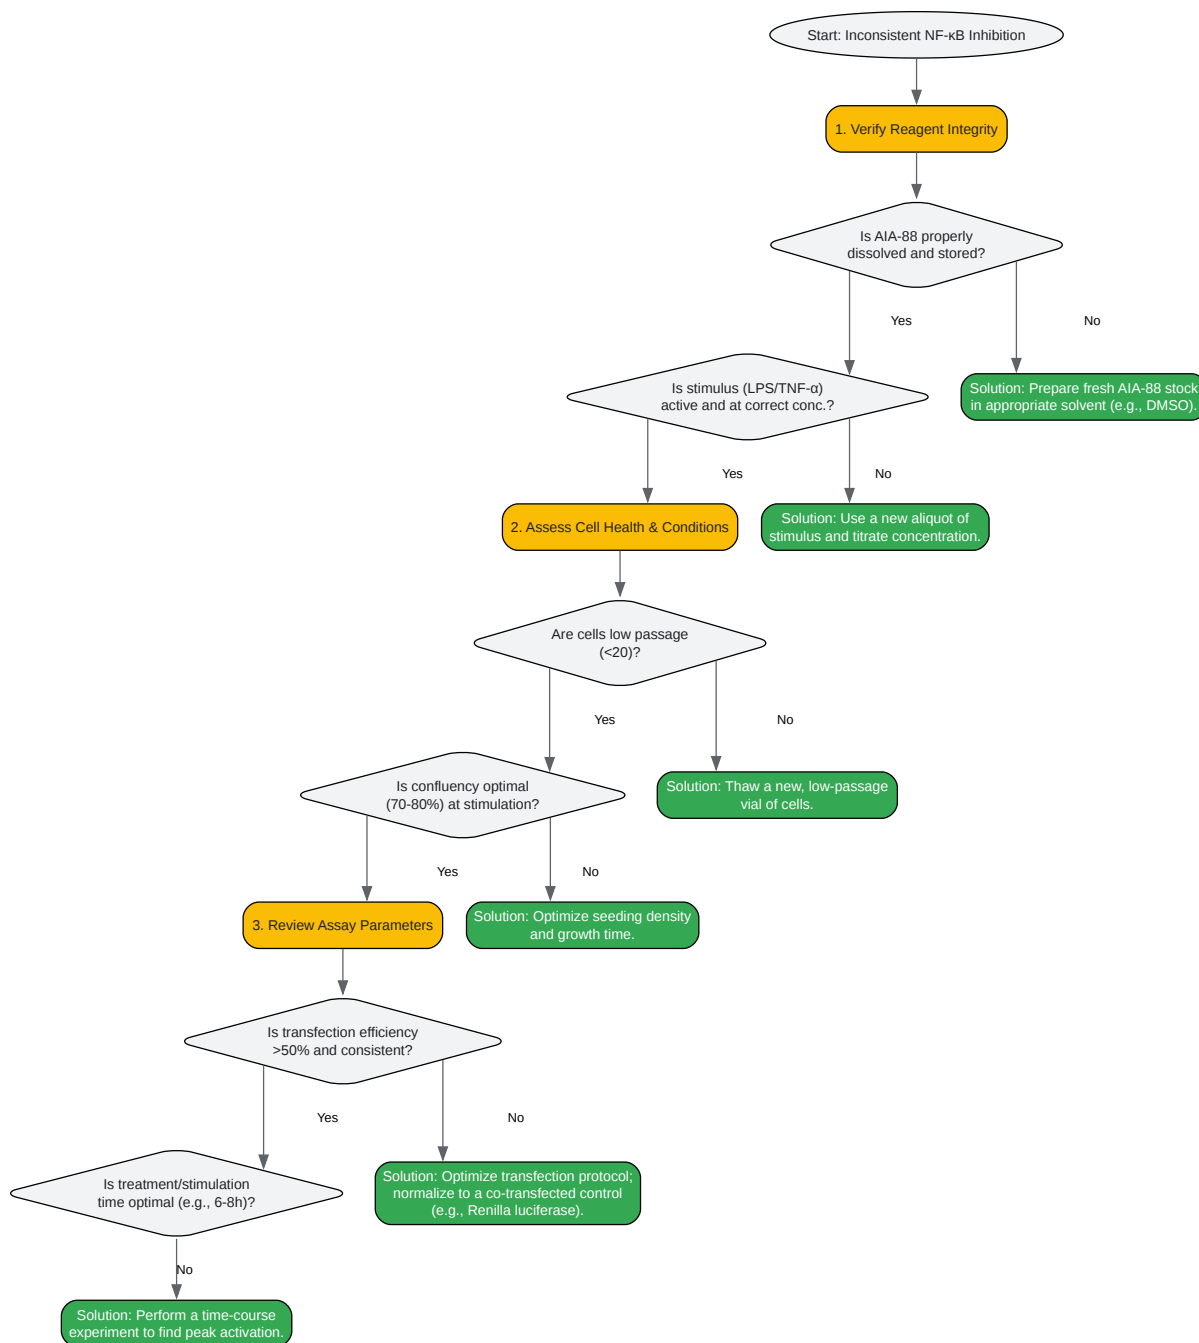 Start: Inconsistent NF-κB Inhibition
1. Verify Reagent Integrity
Is AIA-88 properly
dissolved and stored?
Yes
No
Is stimulus (LPS/TNF-α)
active and at correct conc.?
Solution: Prepare fresh AIA-88 stock
in appropriate solvent (e.g., DMSO).
Yes
No
2. Assess Cell Health & Conditions
Solution: Use a new aliquot of
stimulus and titrate concentration.
Are cells low passage
(<20)?
Yes
No
Is confluency optimal
(70-80%) at stimulation?
Solution: Thaw a new, low-passage
vial of cells.
Yes
No
3. Review Assay Parameters
Solution: Optimize seeding density
and growth time.
Is transfection efficiency
>50% and consistent?
Yes
No
Is treatment/stimulation
time optimal (e.g., 6-8h)?
Solution: Optimize transfection protocol;
normalize to a co-transfected control
(e.g., Renilla luciferase).
No
Solution: Perform a time-course
experiment to find peak activation.